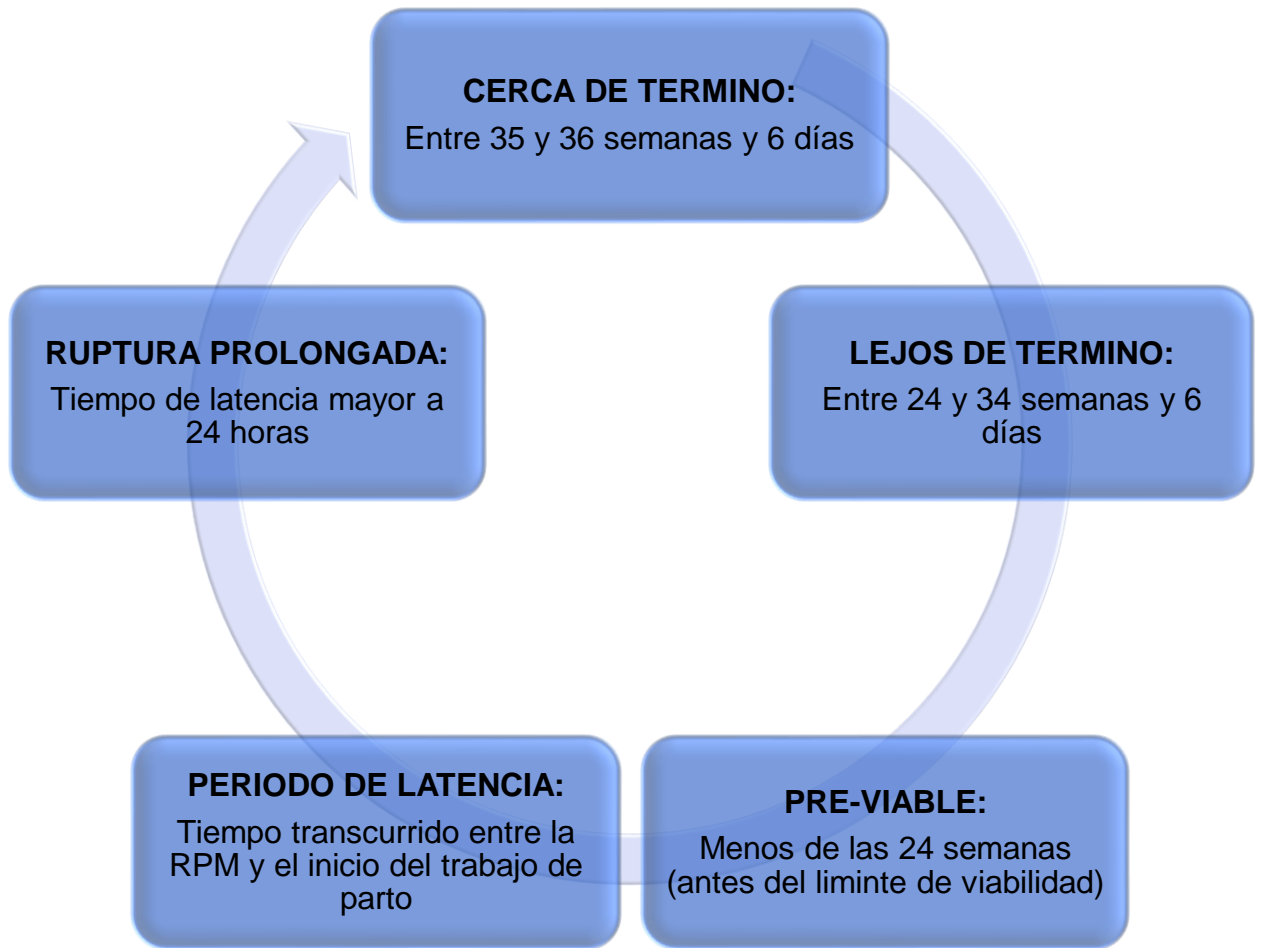 CERCA DE TERMINO:
Entre 35 y 36 semanas y 6 días
LEJOS DE TERMINO:
Entre 24 y 34 semanas y 6
días
PRE-VIABLE:
Menos de las 24 semanas
(antes del liminte de viabilidad)
PERIODO DE LATENCIA:
Tiempo transcurrido entre la
RPM y el inicio del trabajo de
parto
RUPTURA PROLONGADA:
Tiempo de latencia mayor a
24 horas